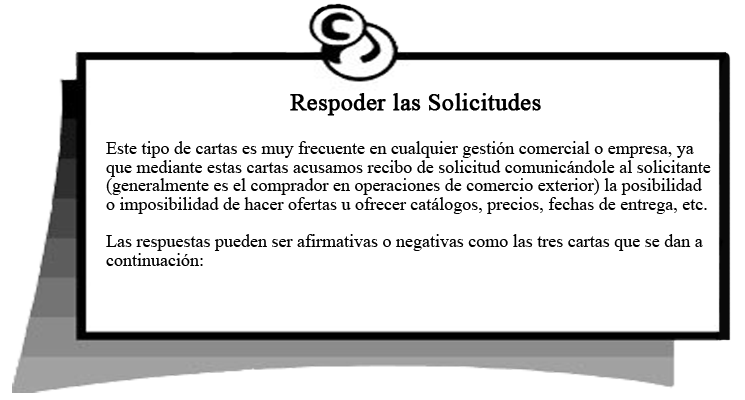 Respoder las Solicitudes
Este tipo de cartas es muy frecuente en cualquier gestión comercial o empresa, ya
que mediante estas cartas acusamos recibo de solicitud comunicándole al solicitante
(generalmente es el comprador en operaciones de comercio exterior) la posibilidad
o imposibilidad de hacer ofertas u ofrecer catálogos, precios, fechas de entrega, etc.
Las respuestas pueden ser afirmativas o negativas como las tres cartas que se dan a
continuación: